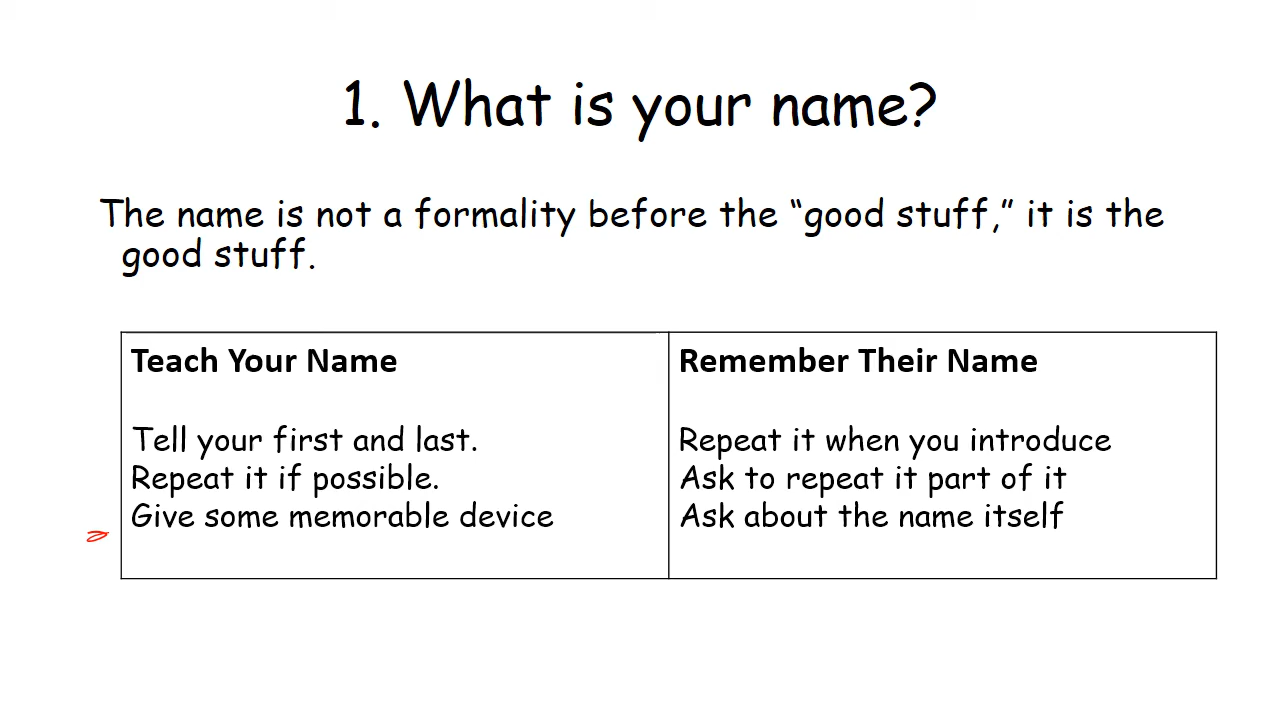 1. What is your name?
The name is not a formality before the “good stuff,” it is the
good stuff.
Teach Your Name
Tell your first and last.
Repeat it if possible.
Give some memorable device
Remember Their Name
Repeat it when you introduce
Ask to repeat it part of it
Ask about the name itself